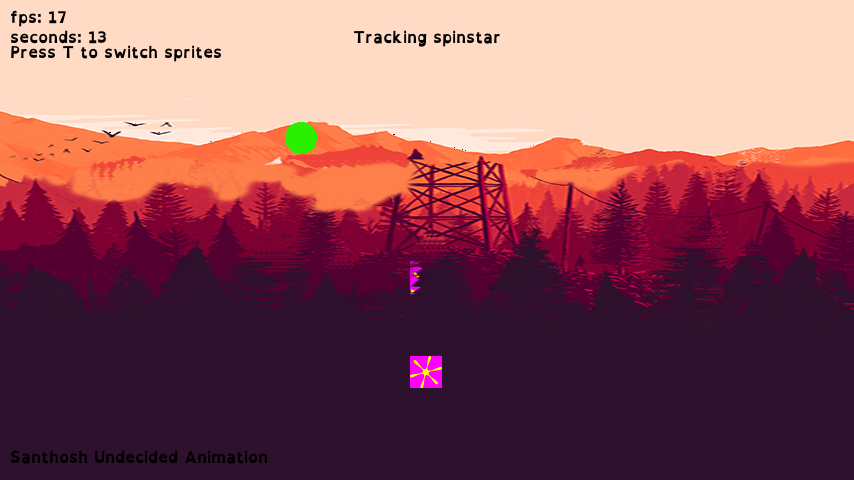 fps: 17
seconds: 13
Press T to switch sprites
Tracking spinstar
Santhosh Undecided Animation